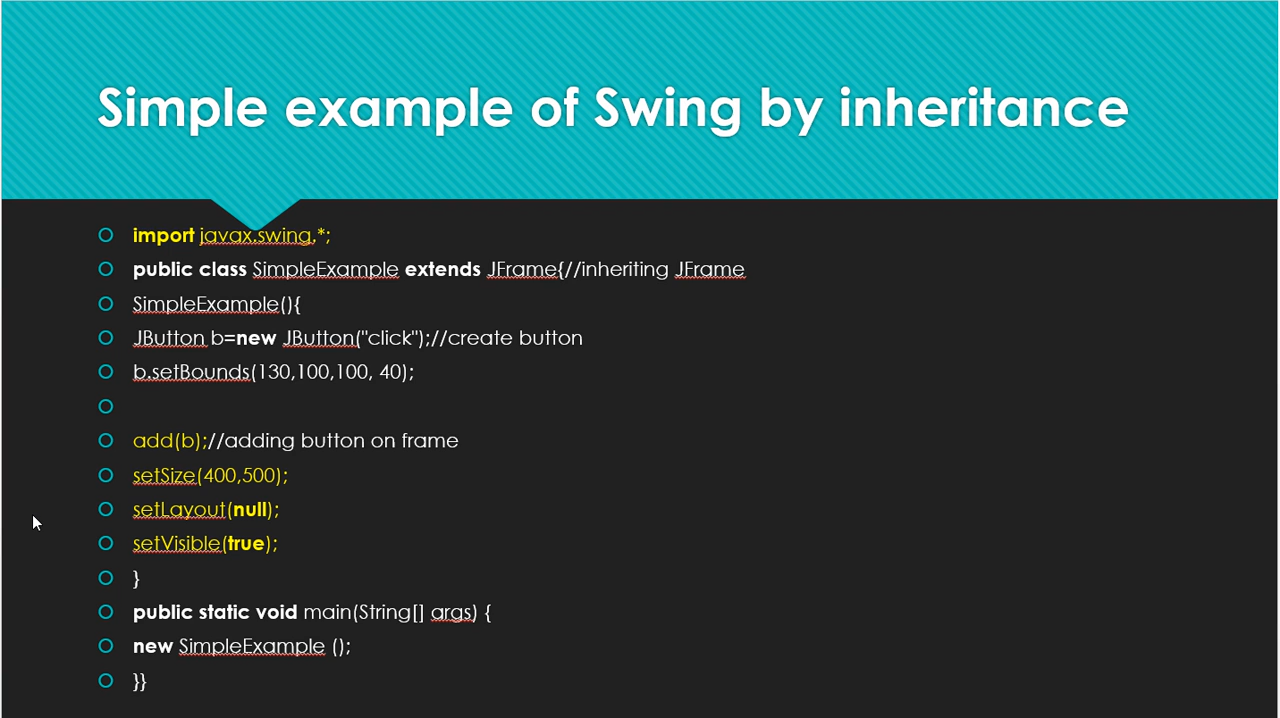 Simple example of Swing by inheritance
import javax.swing.*;
public class SimpleExample extends JFrame{//inheriting JFrame
SimpleExample(){
JButton b=new JButton("click");//create button
b.setBounds(130,100,100, 40);
add(b);//adding button on frame
setSize(400,500);
setLayout(null);
setVisible(true);
}
public static void main(String[] args) {
new SimpleExample ();
}}